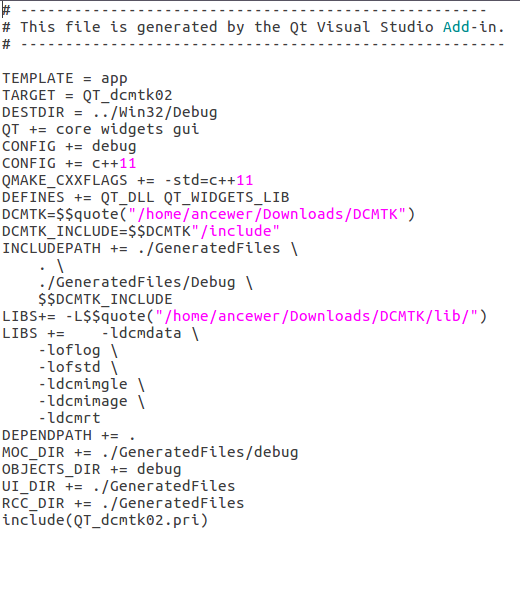 # ----------------------------------------------------
# This file is generated by the Qt Visual Studio Add-in.
# ------------------------------------------------------
TEMPLATE = app
TARGET = QT_dcmtk02
DESTDIR = ../Win32/Debug
QT += core widgets gui
CONFIG += debug
CONFIG += c++11
QMAKE_CXXFLAGS += -std=c++11
DEFINES += QT_DLL QT_WIDGETS_LIB
DCMTK=$$quote("/home/ancewer/Downloads/DCMTK")
DCMTK_INCLUDE=$$DCMTK"/include"
INCLUDEPATH += ./GeneratedFiles \
    . \
    ./GeneratedFiles/Debug \
    $$DCMTK_INCLUDE
LIBS+= -L$$quote("/home/ancewer/Downloads/DCMTK/lib/")
LIBS +=    -ldcmdata \
    -loflog \
    -lofstd \
    -ldcmimgle \
    -ldcmimage \
    -ldcmrt
DEPENDPATH += .
MOC_DIR += ./GeneratedFiles/debug
OBJECTS_DIR += debug
UI_DIR += ./GeneratedFiles
RCC_DIR += ./GeneratedFiles
include(QT_dcmtk02.pri)